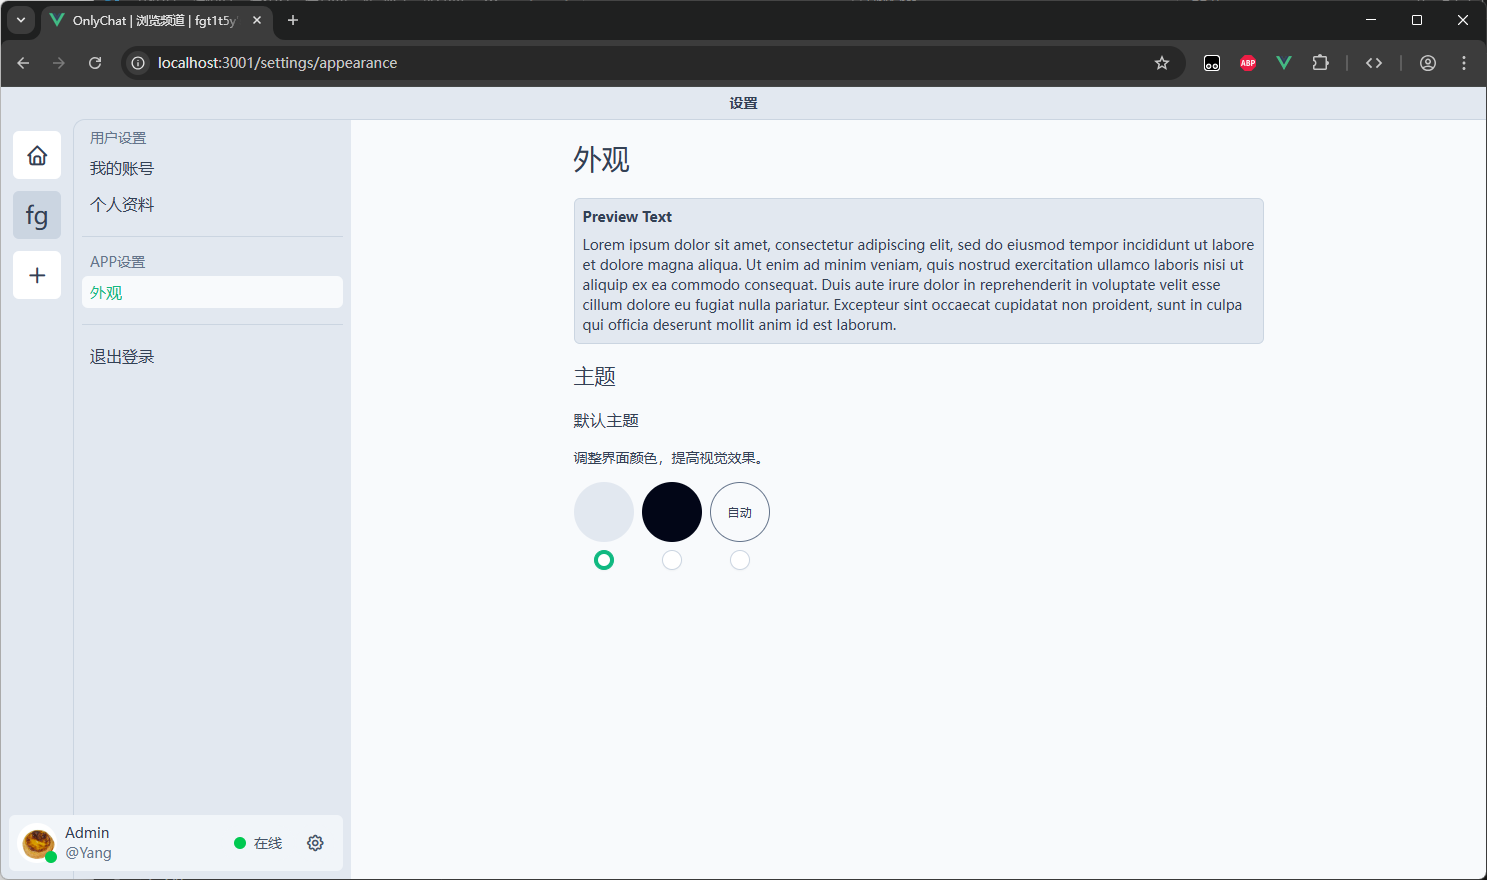 OnlyChat | 浏览频道 | fgt1t5y
localhost:3001/settings/appearance
ABP
设置
fg
用户设置
我的账号
个人资料
APP设置
外观
退出登录
外观
Preview Text
Lorem ipsum dolor sit amet, consectetur adipiscing elit, sed do eiusmod tempor incididunt ut labore
et dolore magna aliqua. Ut enim ad minim veniam, quis nostrud exercitation ullamco laboris nisi ut
aliquip ex ea commodo consequat. Duis aute irure dolor in reprehenderit in voluptate velit esse
cillum dolore eu fugiat nulla pariatur. Excepteur sint occaecat cupidatat non proident, sunt in culpa
qui officia deserunt mollit anim id est laborum.
主题
默认主题
调整界面颜色，提高视觉效果。
自动
Admin
@Yang
在线